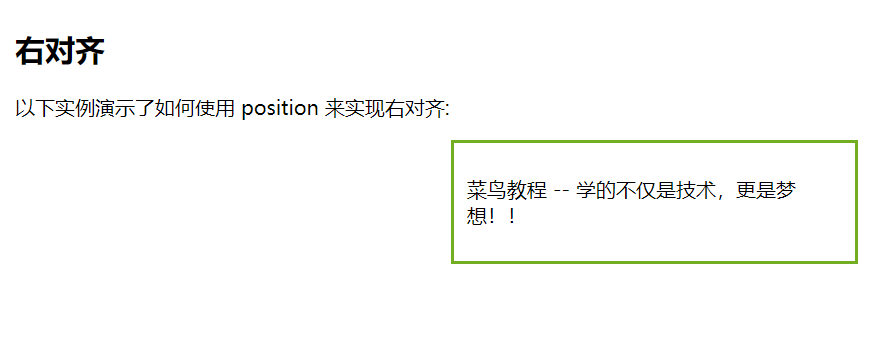 右对齐
以下实例演示了如何使用 position 来实现右对齐:
菜鸟教程 -- 学的不仅是技术，更是梦
想！！